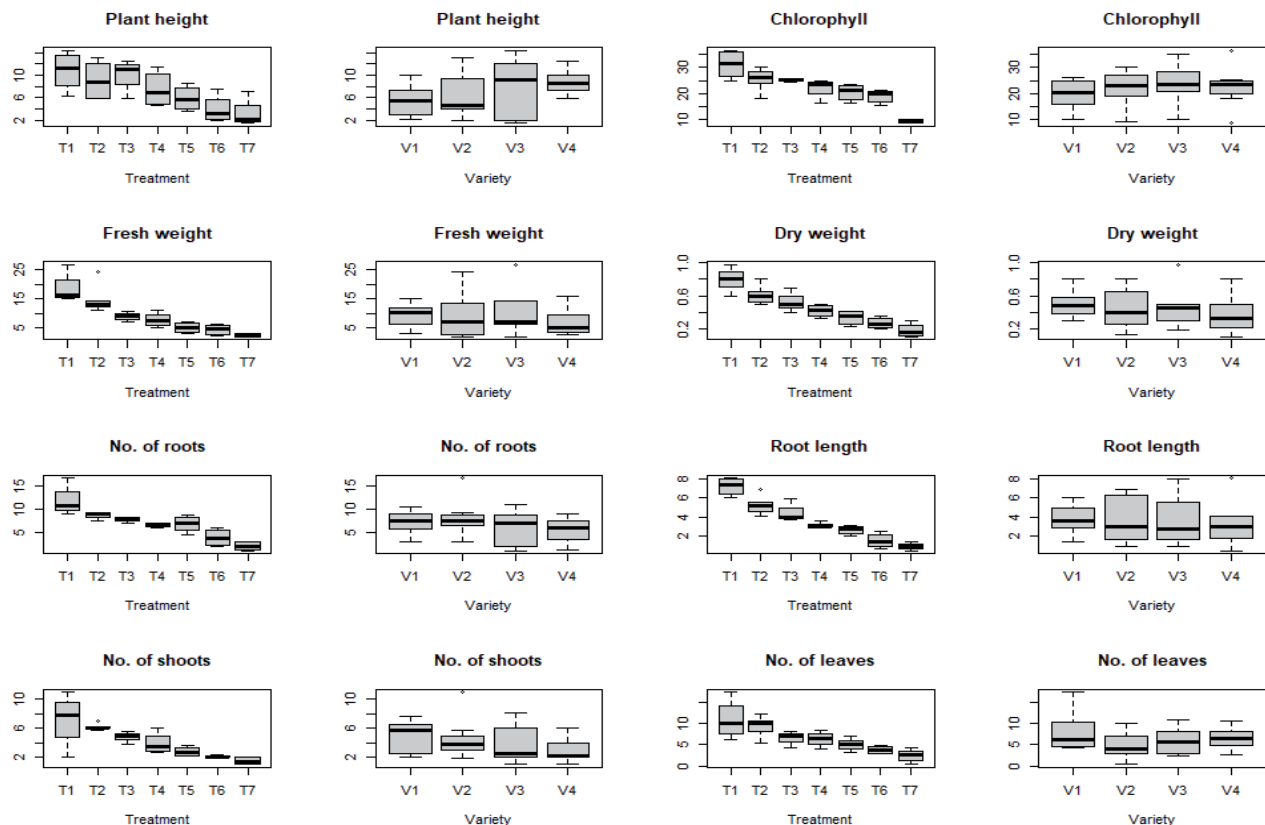 Plant height Plant height Chlorophyll Chlorophyll
10
6
2
T1 T2 T3 T4 T5 T6 T7
Treatment
10
6
2
V1 V2 V3 V4
Variety
30
20
10
T1 T2 T3 T4 T5 T6 T7
Treatment
30
20
10
V1 V2 V3 V4
Variety
Fresh weight Fresh weight Dry weight Dry weight
25
15
5
T1 T2 T3 T4 T5 T6 T7
Treatment
25
15
5
V1 V2 V3 V4
Variety
1.0
0.6
0.2
T1 T2 T3 T4 T5 T6 T7
Treatment
1.0
0.6
0.2
V1 V2 V3 V4
Variety
No. of roots No. of roots Root length Root length
15
10
5
T1 T2 T3 T4 T5 T6 T7
Treatment
15
10
5
V1 V2 V3 V4
Variety
8
6
4
2
T1 T2 T3 T4 T5 T6 T7
Treatment
8
6
4
2
V1 V2 V3 V4
Variety
No. of shoots No. of shoots No. of leaves No. of leaves
10
6
2
T1 T2 T3 T4 T5 T6 T7
Treatment
10
6
2
V1 V2 V3 V4
Variety
10
5
0
T1 T2 T3 T4 T5 T6 T7
Treatment
10
5
0
V1 V2 V3 V4
Variety